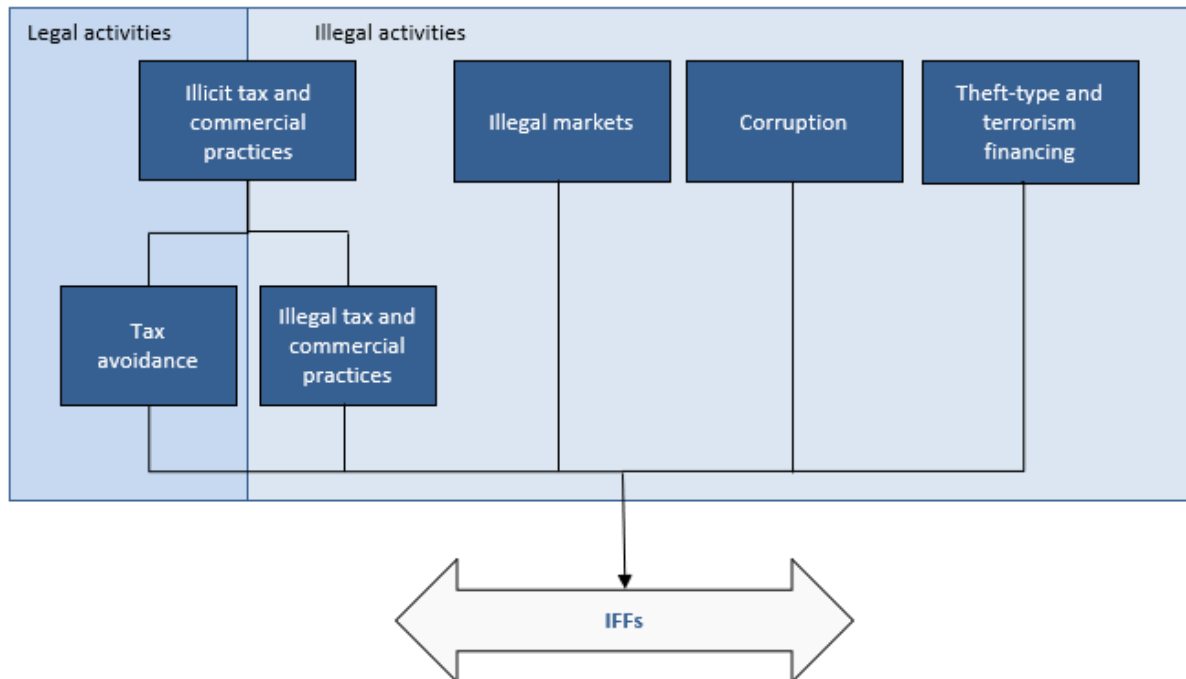 Legal activities
Illegal activities
Illicit tax and
commercial
practices
Illegal markets
Corruption
Theft-type and
terrorism
financing
Tax
avoidance
Illegal tax and
commercial
practices
IFFs